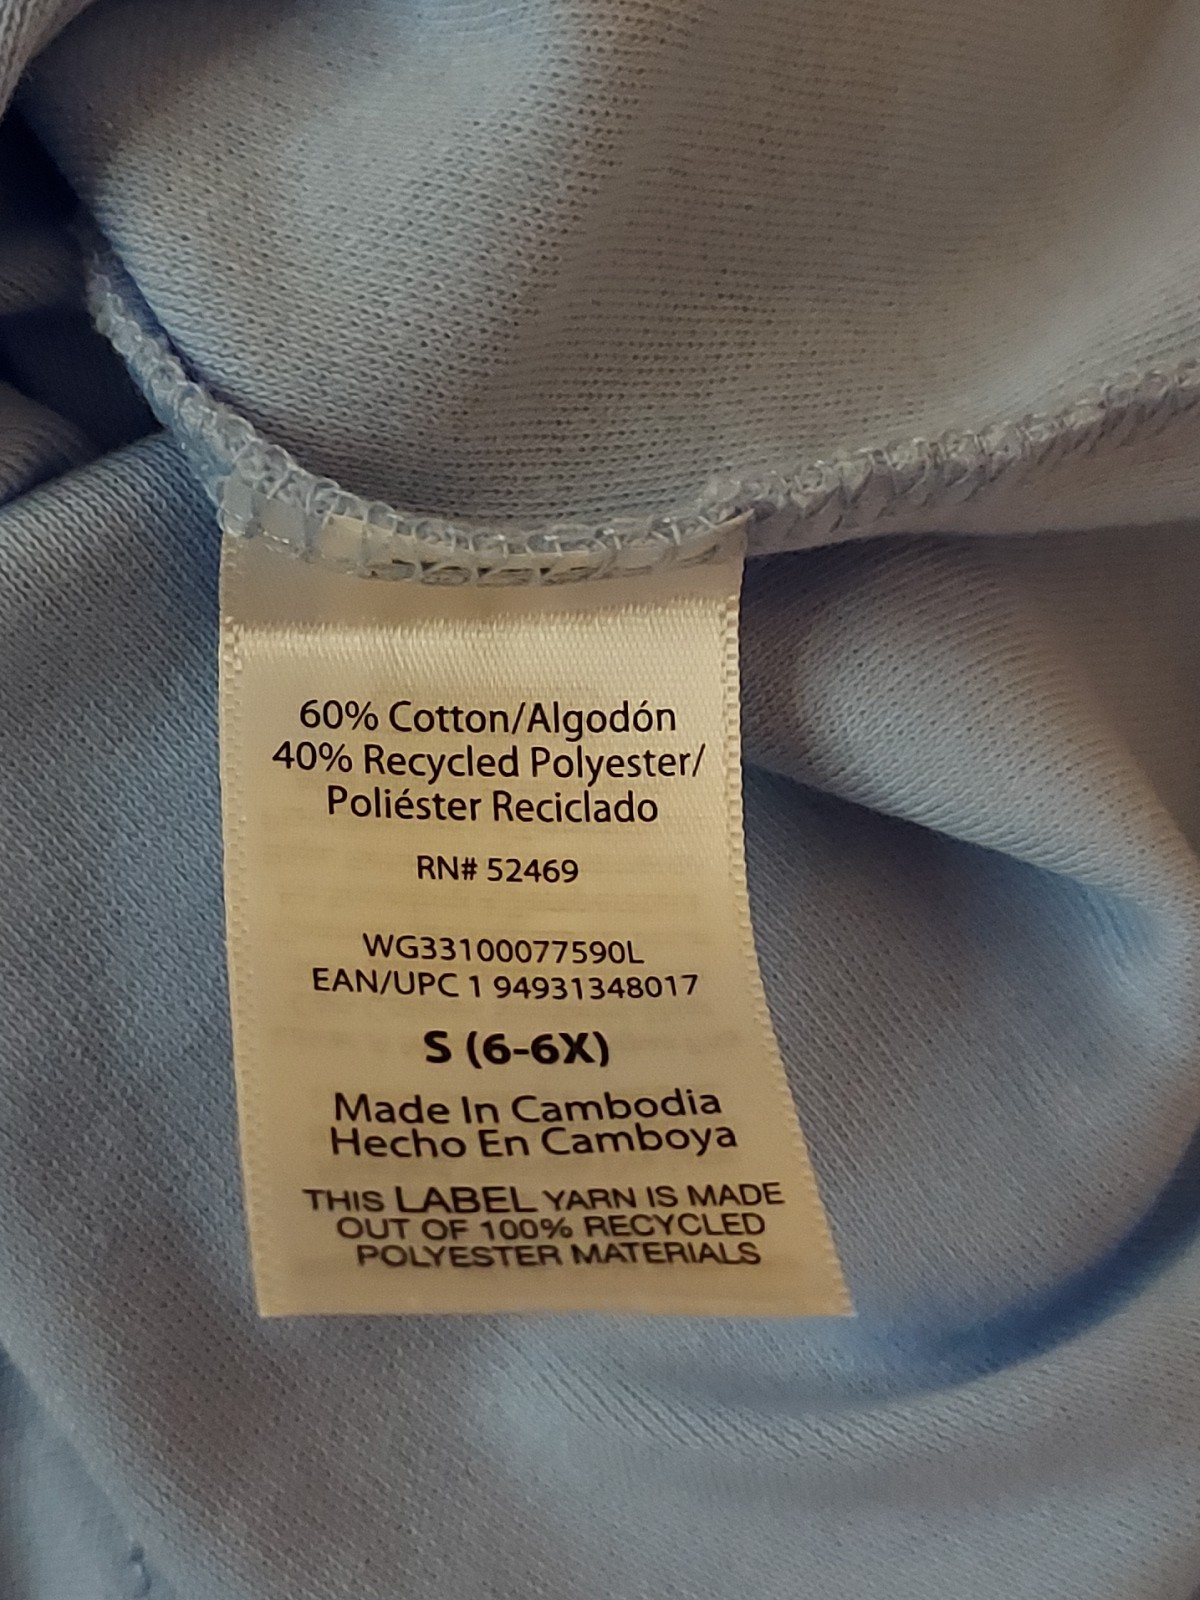 60% Cotton/Algodón
40% Recycled Polyester/
Poliéster Reciclado
RN# 52469
WG33100077590L
EAN/UPC 1 94931348017
S (6-6X)
Made In Cambodia
Hecho En Camboya
THIS LABEL YARN IS MADE
OUT OF 100% RECYCLED
POLYESTER MATERIALS